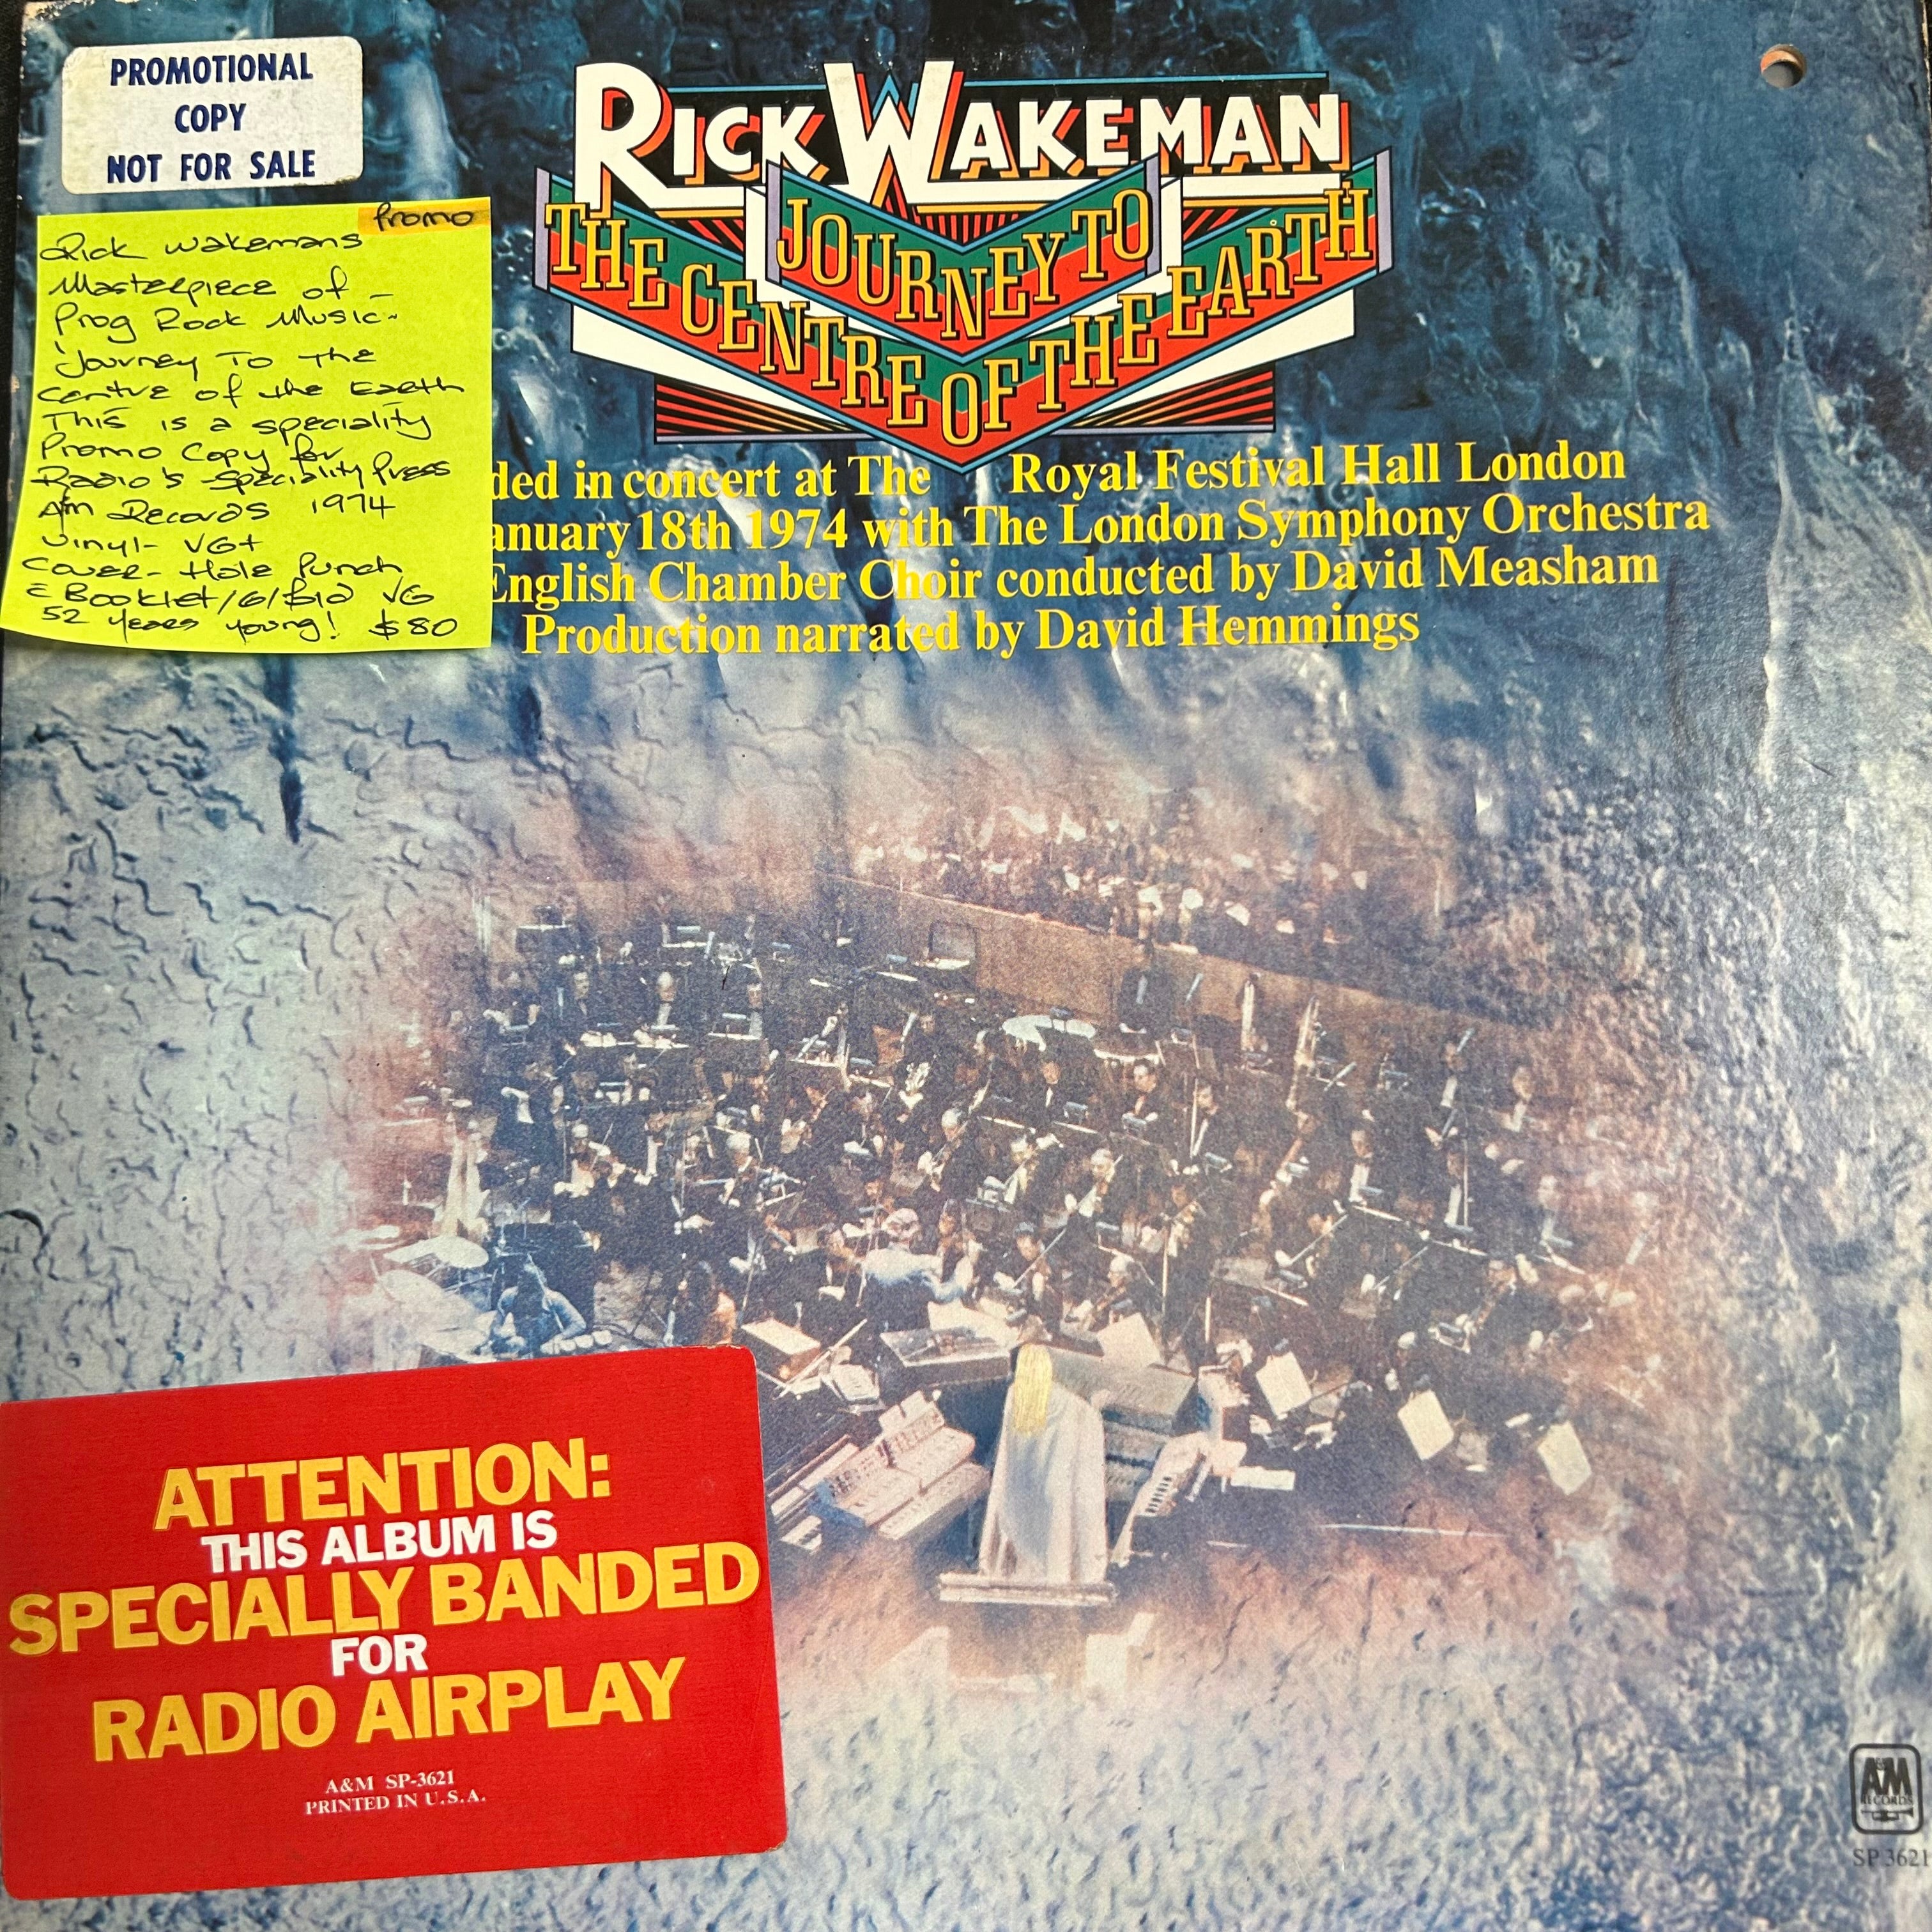 PROMOTIONAL
COPY
NOT FOR SALE
Promo
Rick Wakemans
Masterpiece of
Prog Rock Music-
Journey To The
Centre of the Earth
This is a speciality
Promo Copy for
Radio's - Speciality Press
A&M Records 1974
Vinyl- VG+
Cover- Hole Punch
Booklet/G/ VG
52 years young! $80
RICK WAKEMAN
JOURNEY TO
THE CENTRE OF THE EARTH
ded in concert at The Royal Festival Hall London
anuary 18th 1974 with The London Symphony Orchestra
English Chamber Choir conducted by David Measham
Production narrated by David Hemmings
ATTENTION:
THIS ALBUM IS
SPECIALLY BANDED
FOR
RADIO AIRPLAY
A&M SP-3621
PRINTED IN U.S.A.
A&M
RECORDS
SP 3621